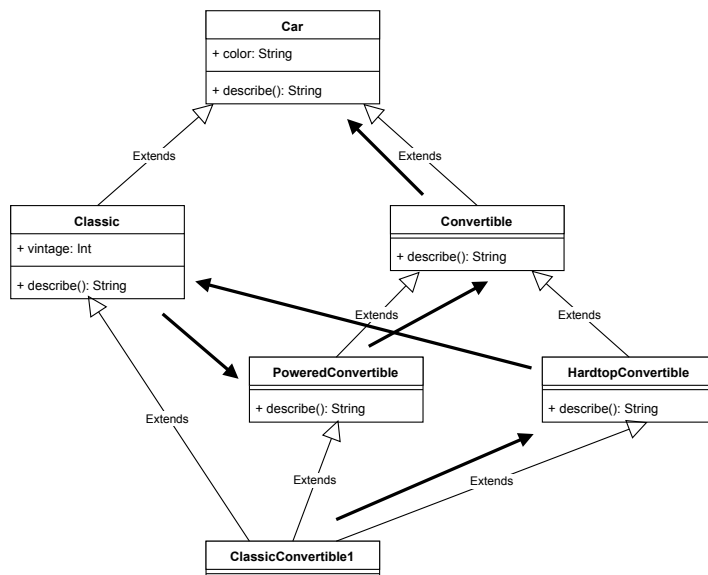 Car
+ color: String
+ describe(): String
Extends
Extends
Classic
+ vintage: Int
+ describe(): String
Convertible
+ describe(): String
Extends
Extends
PoweredConvertible
+ describe(): String
HardtopConvertible
+ describe(): String
Extends
Extends
Extends
ClassicConvertible1